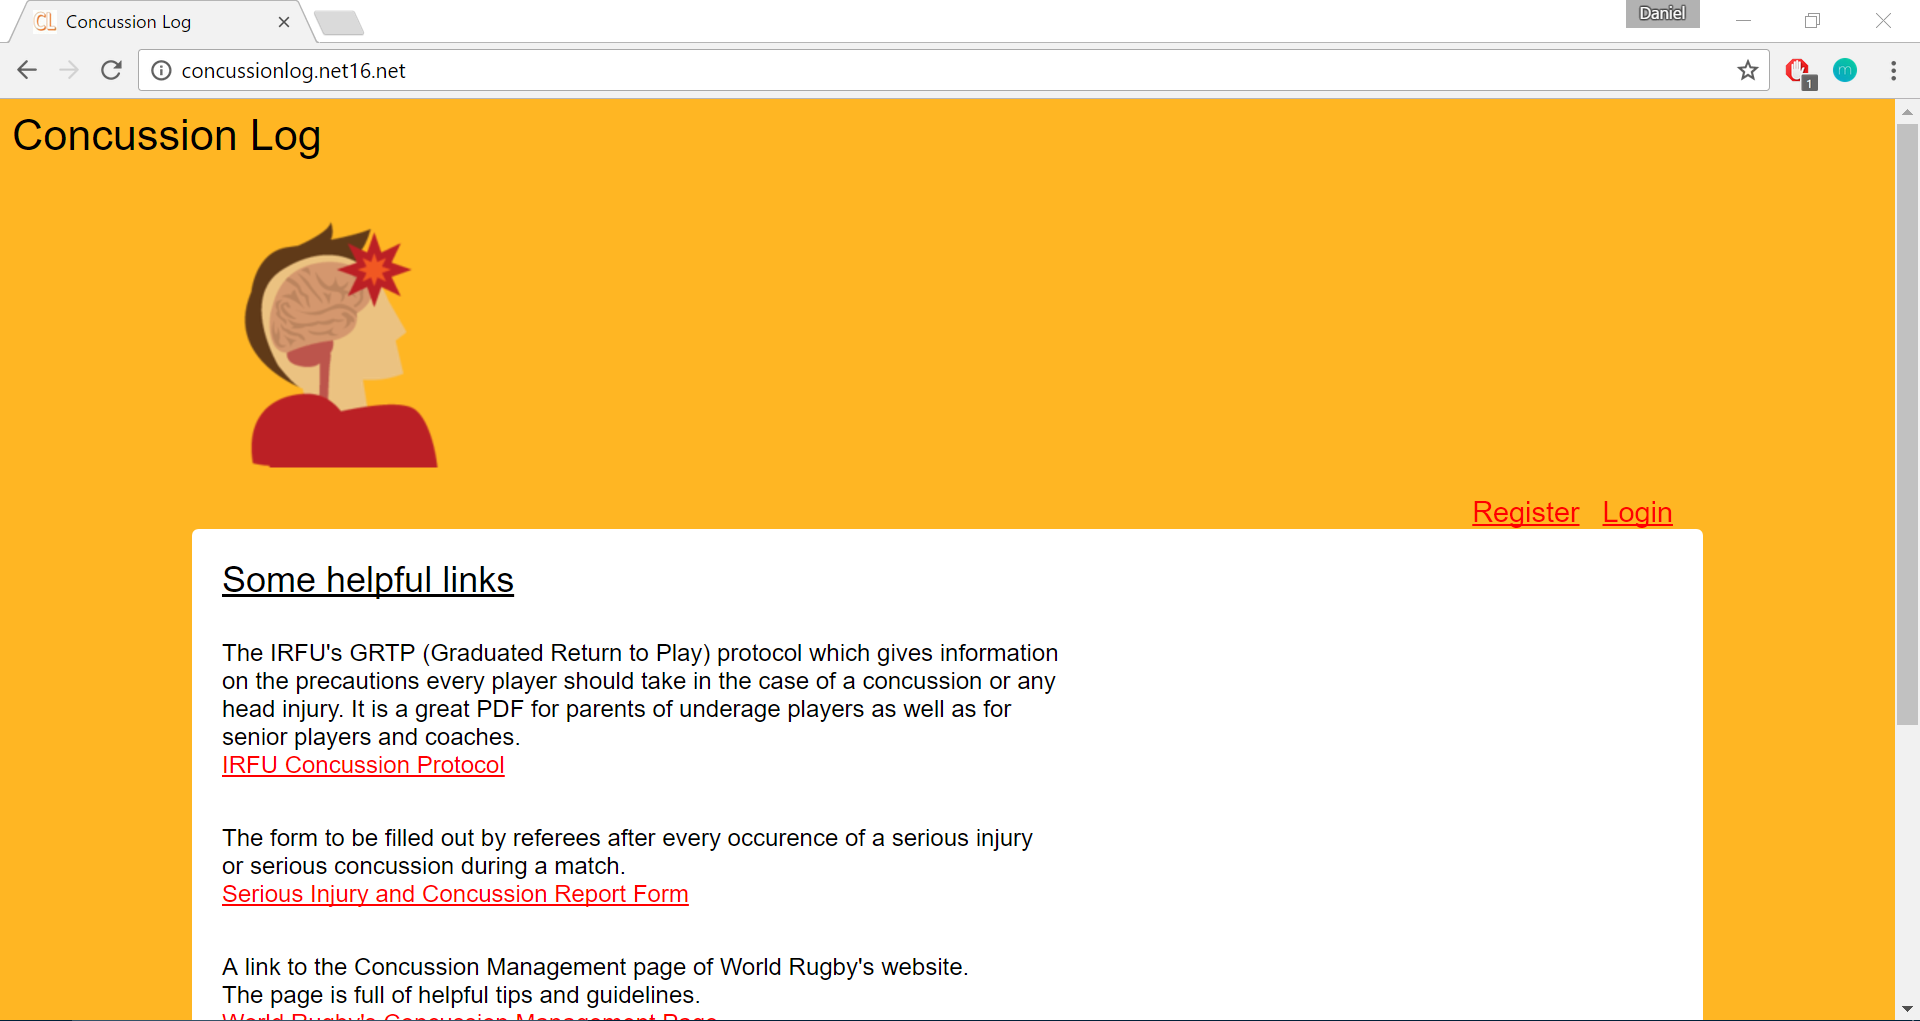 CL Concussion Log
Daniel
concussionlog.net16.net
1
m
Concussion Log
Register Login
Some helpful links
The IRFU's GRTP (Graduated Return to Play) protocol which gives information
on the precautions every player should take in the case of a concussion or any
head injury. It is a great PDF for parents of underage players as well as for
senior players and coaches.
IRFU Concussion Protocol
The form to be filled out by referees after every occurence of a serious injury
or serious concussion during a match.
Serious Injury and Concussion Report Form
A link to the Concussion Management page of World Rugby's website.
The page is full of helpful tips and guidelines.
World Rugby's Concussion Management Page